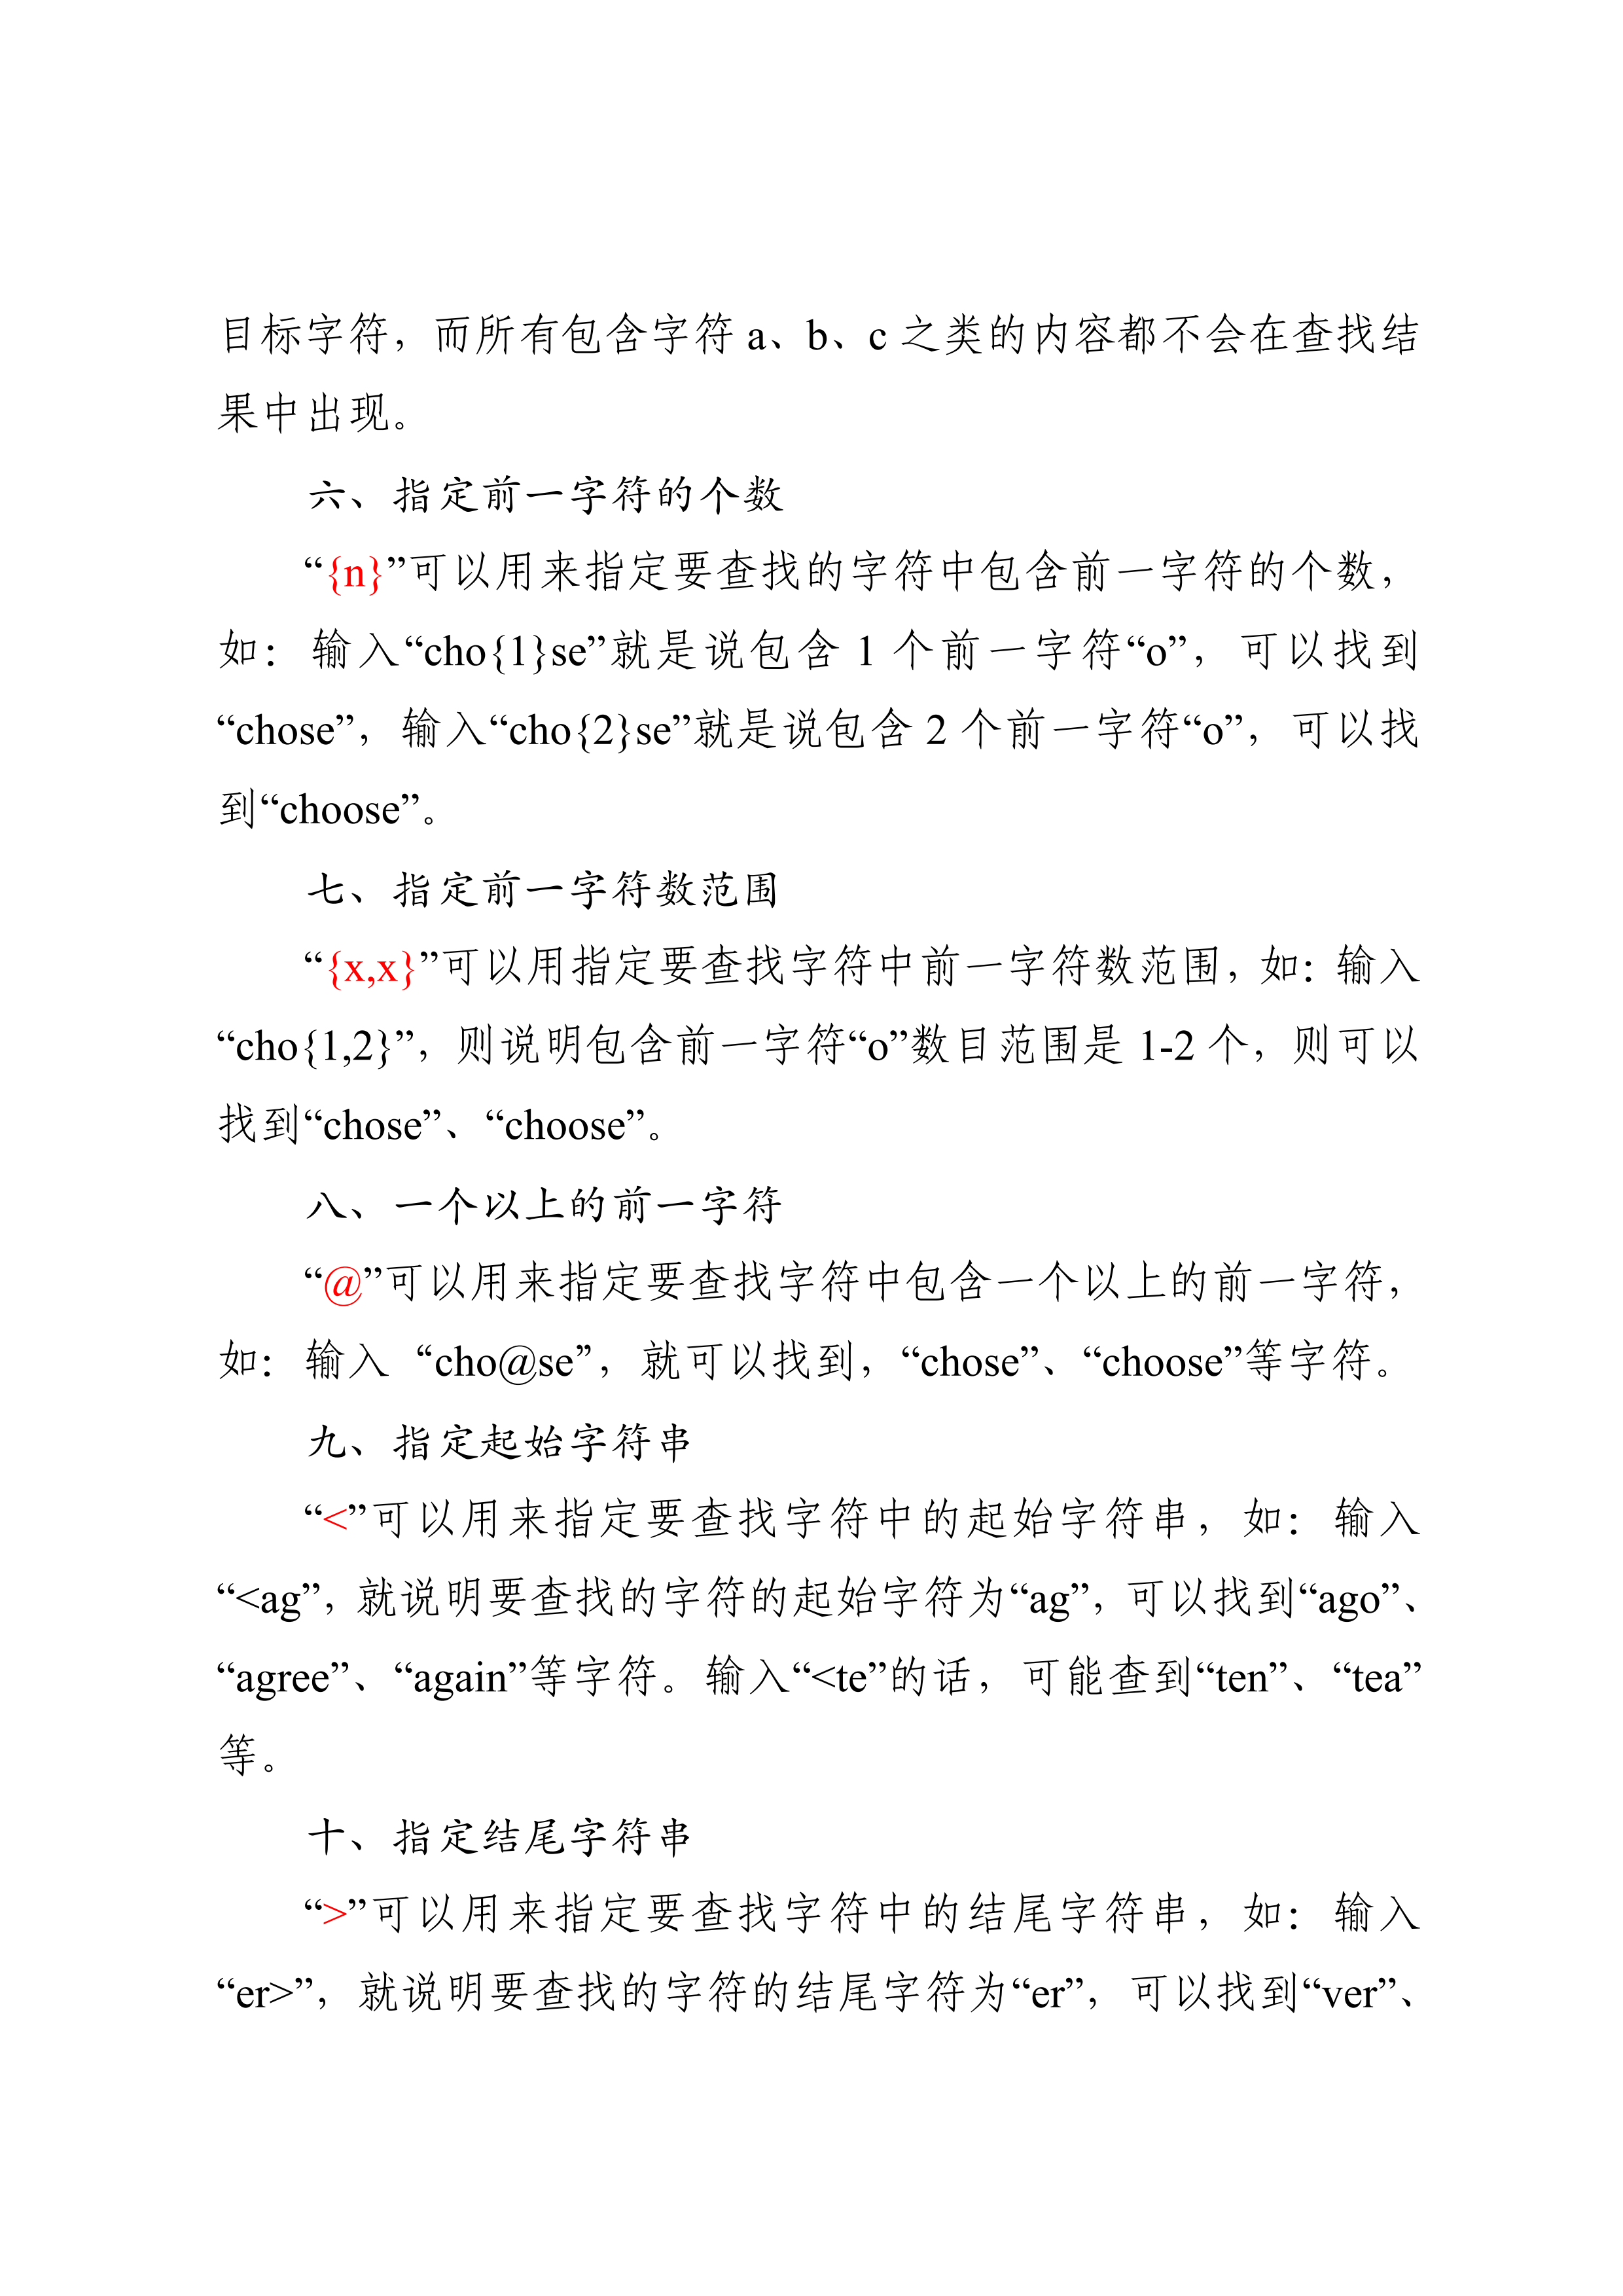 目标字符，而所有包含字符 a、b、c 之类的内容都不会在查找结
果中出现。
六、指定前一字符的个数
“{n}”可以用来指定要查找的字符中包含前一字符的个数，
如：输入“cho{1}se”就是说包含 1 个前一字符“o”，可以找到
“chose”，输入“cho{2}se”就是说包含 2 个前一字符“o”，可以找
到“choose”。
七、指定前一字符数范围
“{x,x}”可以用指定要查找字符中前一字符数范围，如：输入
“cho{1,2}”，则说明包含前一字符“o”数目范围是 1-2 个，则可以
找到“chose”、“choose”。
八、一个以上的前一字符
“@”可以用来指定要查找字符中包含一个以上的前一字符，
如：输入“cho@se”，就可以找到，“chose”、“choose”等字符。
九、指定起始字符串
“<”可以用来指定要查找字符中的起始字符串，如：输入
“<ag”，就说明要查找的字符的起始字符为“ag”，可以找到“ago”、
“agree”、“again”等字符。输入“<te”的话，可能查到“ten”、“tea”
等。
十、指定结尾字符串
“>”可以用来指定要查找字符中的结尾字符串，如：输入
“er>”，就说明要查找的字符的结尾字符为“er”，可以找到“ver”、